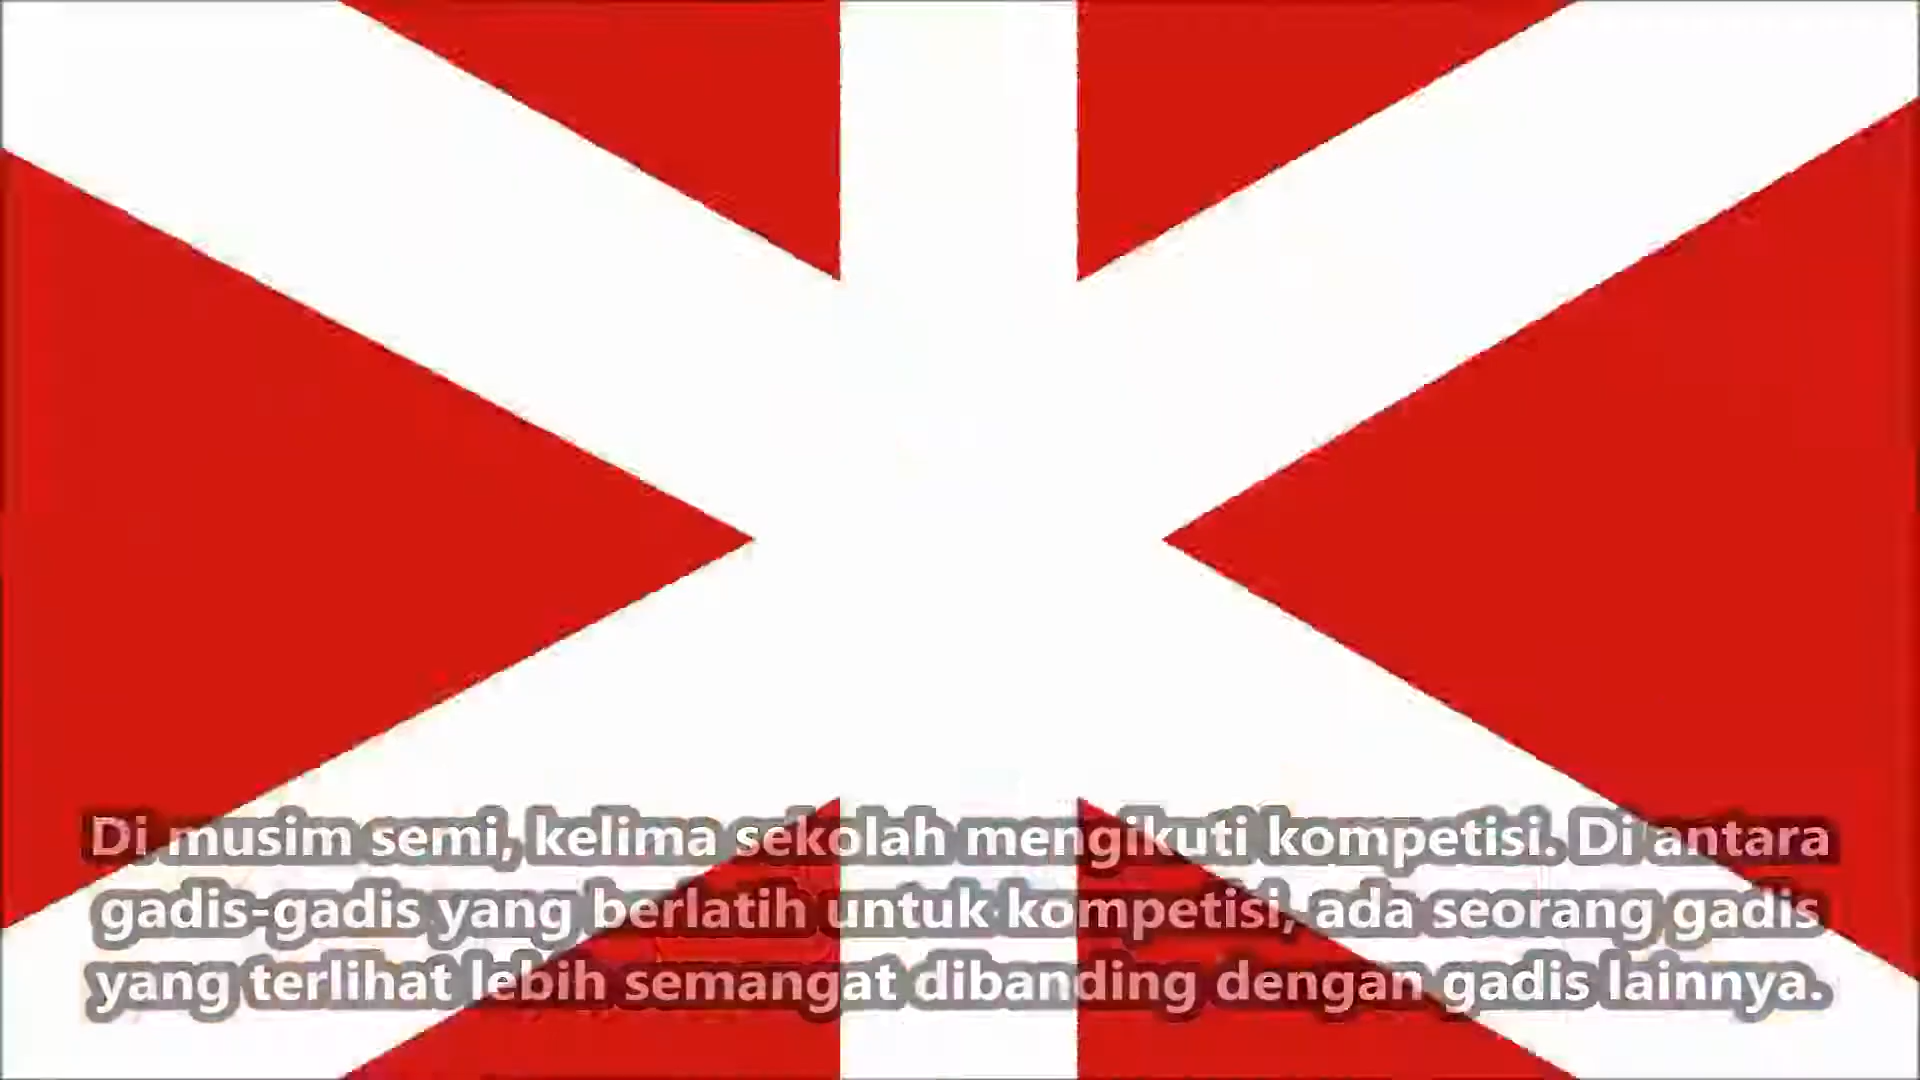 Di musim semi, kelima sekolah mengikuti kompetisi. Di antara
gadis-gadis yang berlatih untuk kompetisi, ada seorang gadis
yang terlihat lebih semangat dibanding dengan gadis lainnya.